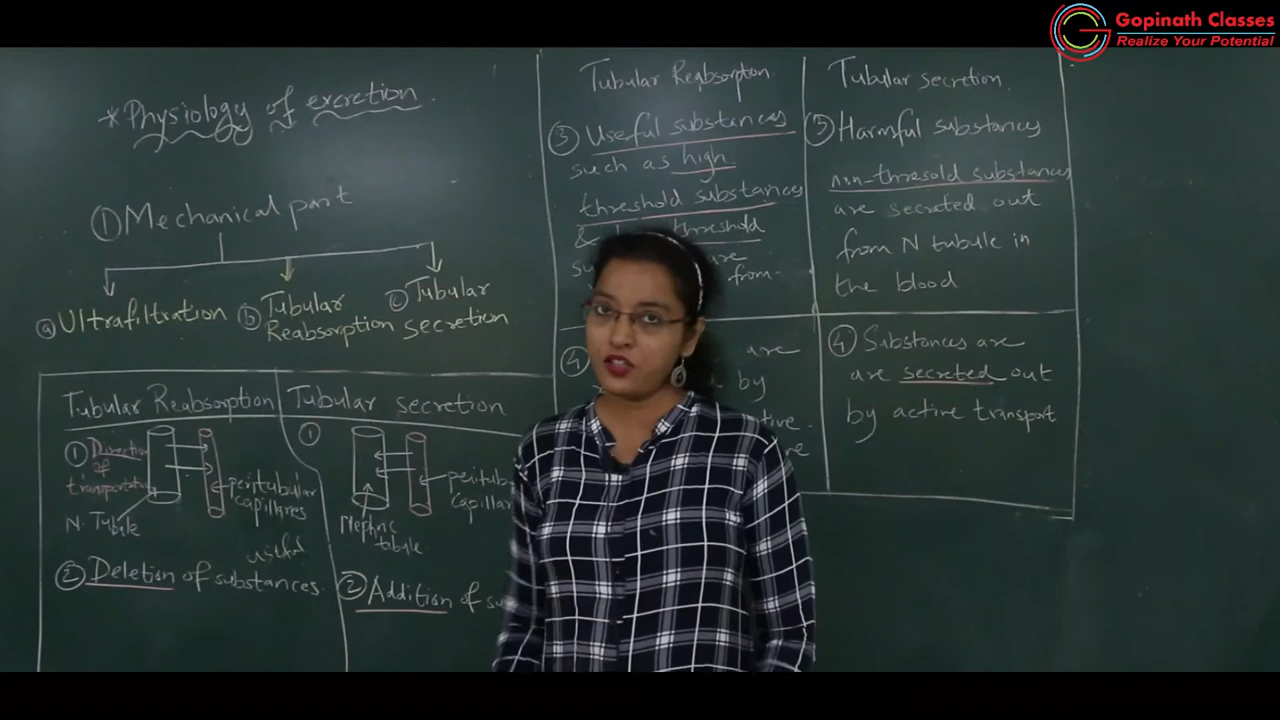 Gopinath Classes
Realize Your Potential
*Physiology of excretion.
① Mechanical part
ⓐ Ultrafiltration
ⓑ Tubular
Reabsorption
ⓒ Tubular
secretion
Tubular Reabsorption
① Direction
of
transportation
N. Tubule
peritubular
capillares
useful
② Deletion of substances.
Tubular secretion
①
Nephric
tubule
② Addition of
Tubular Reabsorption
③ Useful substances
such as high
threshold substances
& threshold
are
from
④ are
by
Tubular secretion
③ Harmful substances
non-thresold substances
are secreted out
from N tubule in
the blood
④ Substances are
are secreted out
by active transport